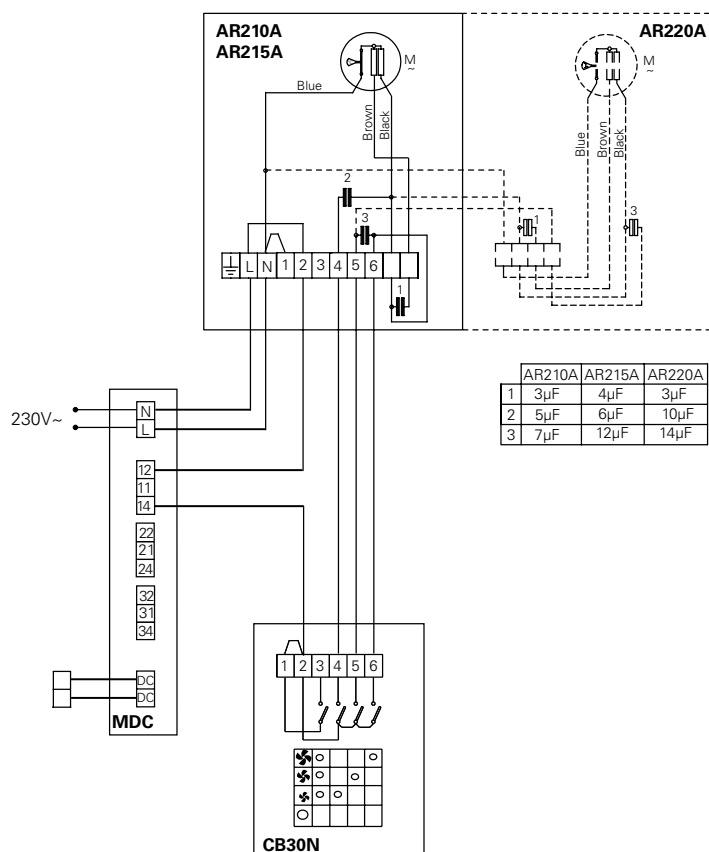 AR210A
AR215A
AR220A
M
~
M
~
Blue
Brown
Black
Blue
Brown
Black
2
3
1
3
L N 1 2 3 4 5 6
1
AR210A AR215A AR220A
1 3µF 4µF 3µF
2 5µF 6µF 10µF
3 7µF 12µF 14µF
230V~
N
L
12
11
14
22
21
24
32
31
34
DC
DC
MDC
1 2 3 4 5 6
CB30N